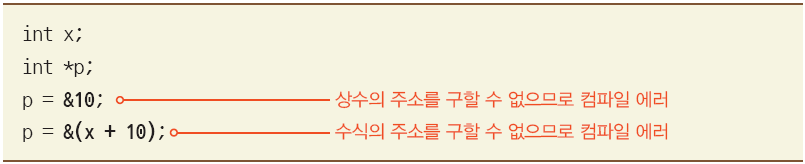 int x;
int *p;
p = &10; 상수의 주소를 구할 수 없으므로 컴파일 에러
p = &(x + 10); 수식의 주소를 구할 수 없으므로 컴파일 에러